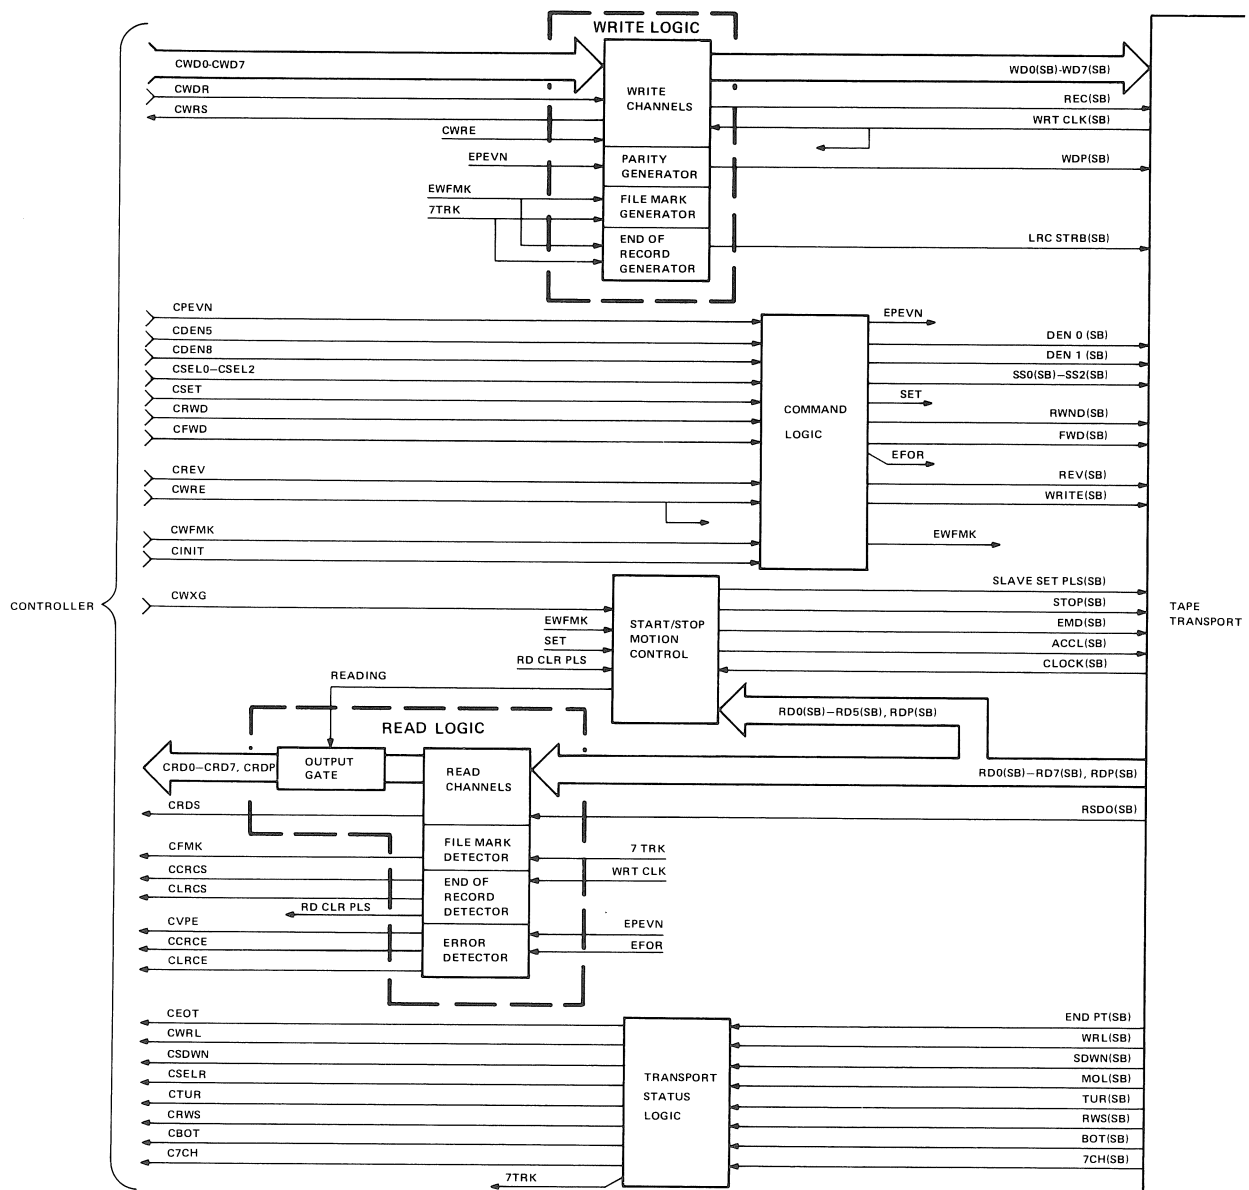 WRITE LOGIC
CWD0-CWD7
WRITE
CHANNELS
WD0(SB)-WD7(SB)
CWDR
REC(SB)
CWRS
WRT CLK(SB)
CWRE
EPEVN
PARITY
GENERATOR
WDP(SB)
EWFMK
7TRK
FILE MARK
GENERATOR
END OF
RECORD
GENERATOR
LRC STRB(SB)
CPEVN
EPEVN
CDEN5
DEN 0 (SB)
CDEN8
DEN 1 (SB)
CSEL0–CSEL2
SS0(SB)–SS2(SB)
CSET
SET
CRWD
COMMAND
LOGIC
RWND(SB)
CFWD
FWD(SB)
EFOR
CREV
REV(SB)
CWRE
WRITE(SB)
CWFMK
EWFMK
CINIT
CONTROLLER
CWXG
SLAVE SET PLS(SB)
STOP(SB)
TAPE
TRANSPORT
EWFMK
SET
RD CLR PLS
START/STOP
MOTION
CONTROL
EMD(SB)
ACCL(SB)
CLOCK(SB)
READING
RD0(SB)–RD5(SB), RDP(SB)
READ LOGIC
CRD0–CRD7, CRDP
OUTPUT
GATE
READ
CHANNELS
RD0(SB)–RD7(SB), RDP(SB)
CRDS
RSDO(SB)
CFMK
FILE MARK
DETECTOR
7 TRK
CCRCS
WRT CLK
CLRCS
END OF
RECORD
DETECTOR
RD CLR PLS
CVPE
EPEVN
CCRCE
ERROR
DETECTOR
EFOR
CLRCE
CEOT
END PT(SB)
CWRL
WRL(SB)
CSDWN
SDWN(SB)
CSELR
TRANSPORT
STATUS
LOGIC
MOL(SB)
CTUR
TUR(SB)
CRWS
RWS(SB)
CBOT
BOT(SB)
C7CH
7CH(SB)
7TRK